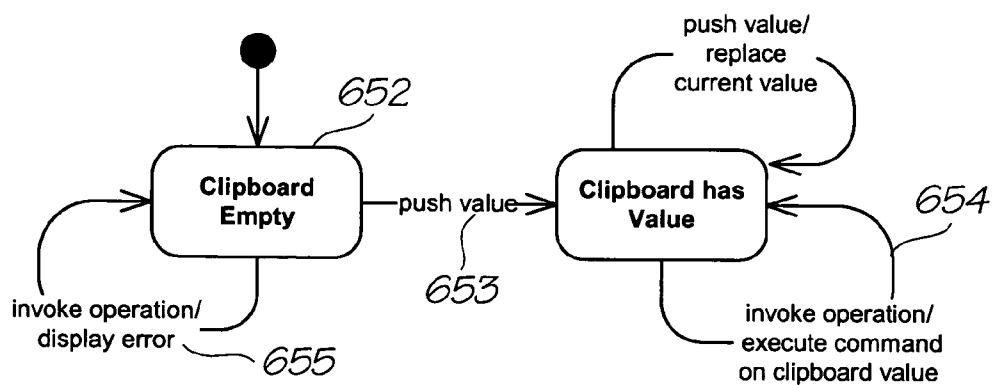 push value/
replace
current value
652
Clipboard
Empty
push value
Clipboard has
Value
654
653
invoke operation/
display error
655
invoke operation/
execute command
on clipboard value